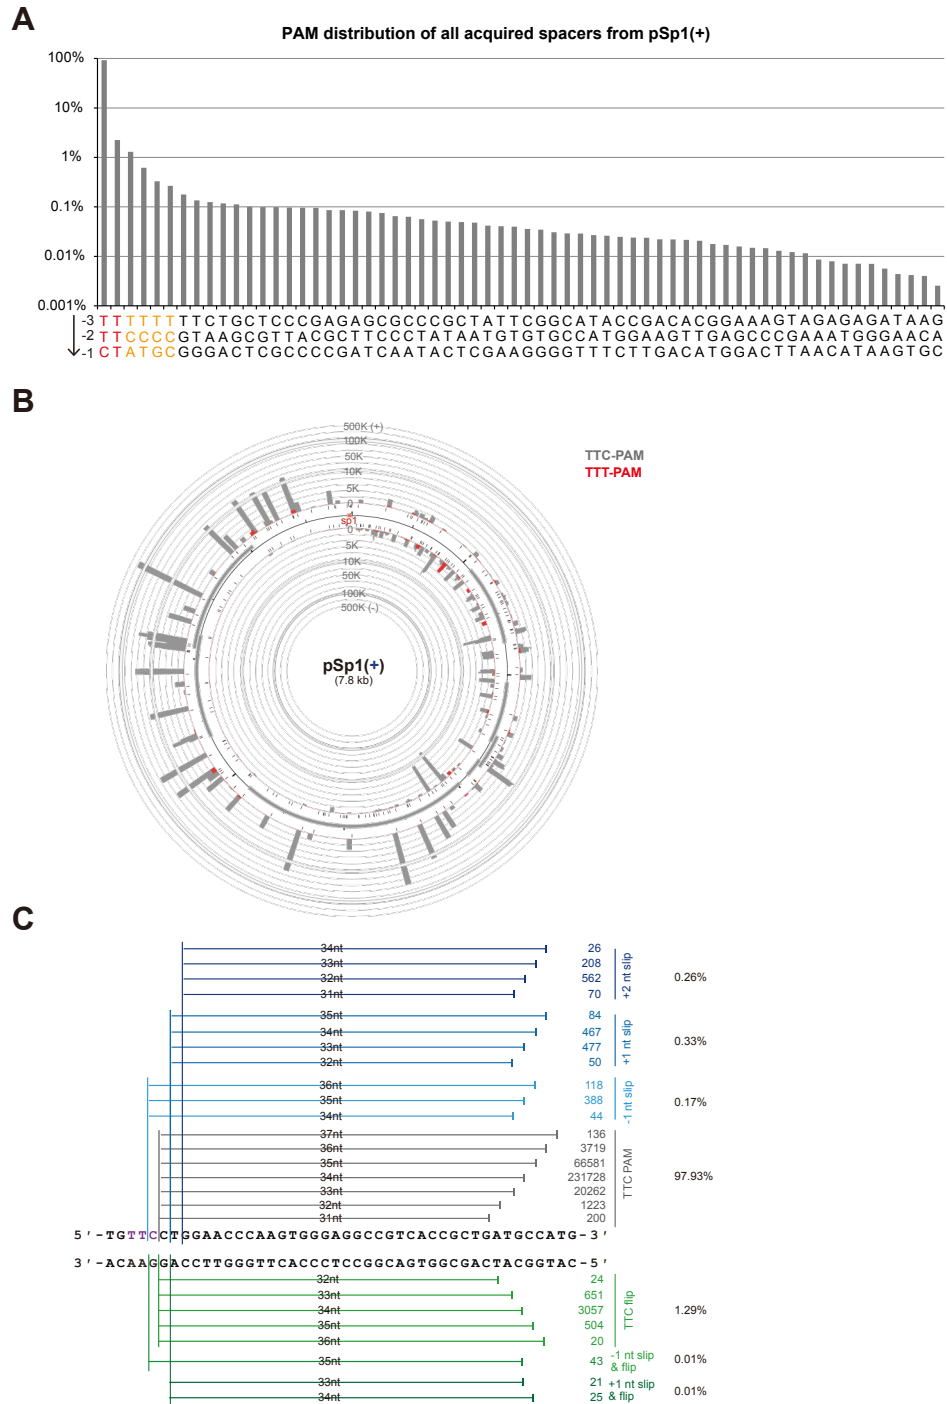 A
PAM distribution of all acquired spacers from pSp1(+)
100%
10%
1%
0.1%
0.01%
0.001%
-3 TTTTTTTTCTGCTCCCGAGAGCGCCCGCTATTCGGCATACCGACACGGAAAGTAGAGAGATAAG
-2 TTCCCCGTAAGCGTTACGCTTCCCTATAATGTGTGCCATGGAAGTTGAGCCCGAAATGGGAACA
-1 CTATGCGGGACTCGCCCCGATCAATACTCGAAGGGGTTTCTTGACATGGACTTAACATAAGTGC
B
500K (+)
100K
50K
10K
5K
0
sp1
0
5K
10K
50K
100K
500K (-)
TTC-PAM
TTT-PAM
pSp1(+)
(7.8 kb)
C
34nt 26
33nt 208
32nt 562
31nt 70
+2 nt slip
0.26%
35nt 84
34nt 467
33nt 477
32nt 50
+1 nt slip
0.33%
36nt 118
35nt 388
34nt 44
-1 nt slip
0.17%
37nt 136
36nt 3719
35nt 66581
34nt 231728
33nt 20262
32nt 1223
31nt 200
TTC PAM
97.93%
5'-TGTTCCTGGAACCCAAGTGGGAGGCCGTCACCGCTGATGCCATG-3'
3'-ACAAGGACCTTGGGTTCACCCTCCGGCAGTGGCGACTACGGTAC-5'
32nt 24
33nt 651
34nt 3057
35nt 504
36nt 20
TTC flip
1.29%
35nt 43
-1 nt slip
& flip
0.01%
33nt 21
34nt 25
+1 nt slip
& flip
0.01%